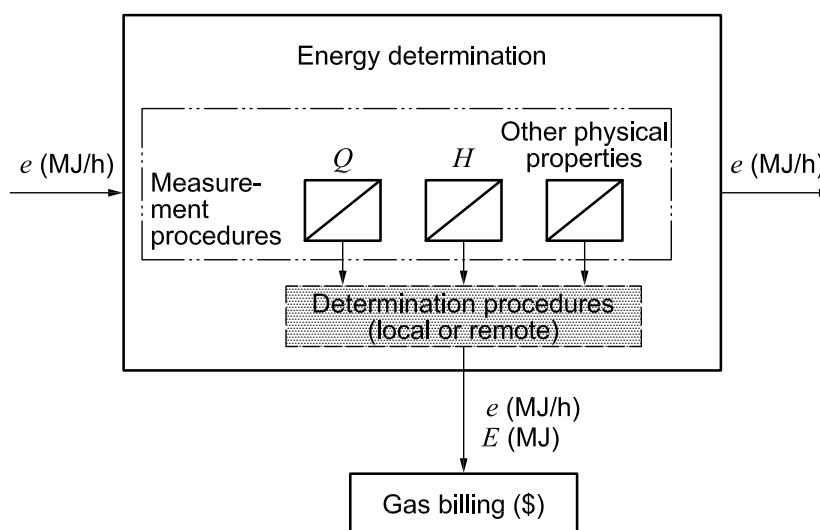 Energy determination
Other physical
properties
e (MJ/h)
Q
H
e (MJ/h)
Measure-
ment
procedures
Determination procedures
(local or remote)
e (MJ/h)
E (MJ)
Gas billing ($)